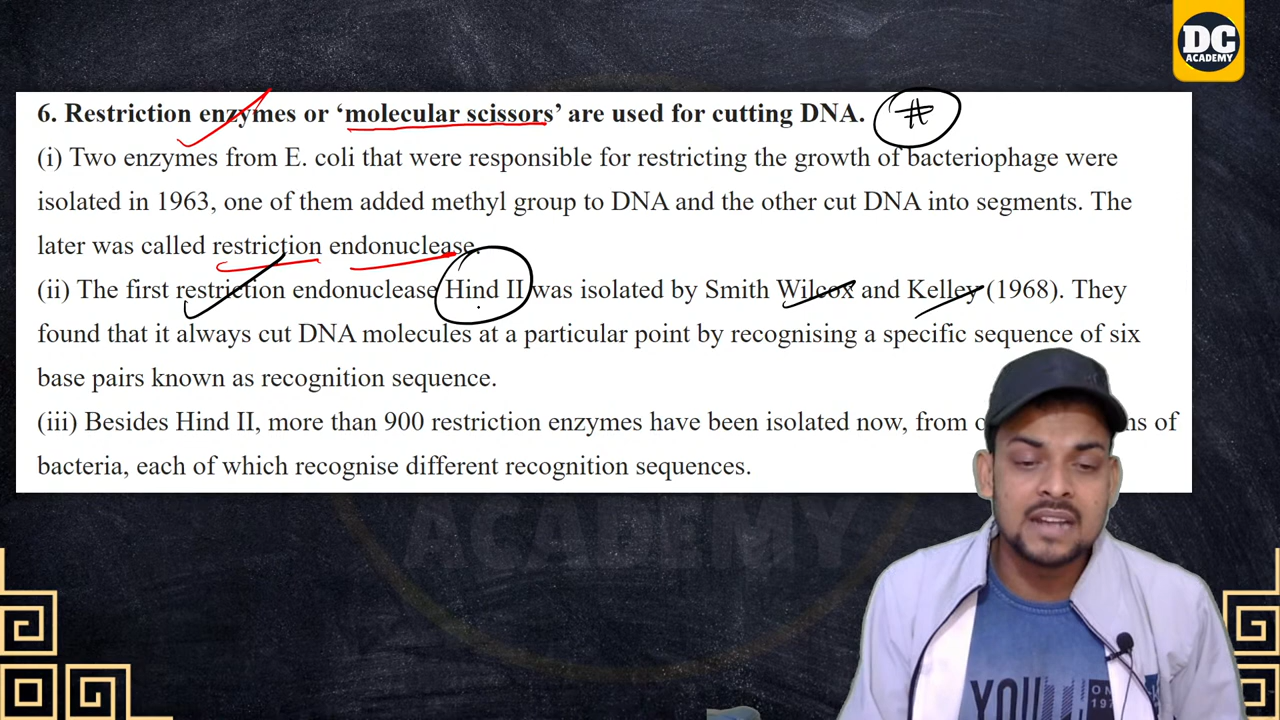 DC
ACADEMY
6. Restriction enzymes or ‘molecular scissors’ are used for cutting DNA. #
(i) Two enzymes from E. coli that were responsible for restricting the growth of bacteriophage were
isolated in 1963, one of them added methyl group to DNA and the other cut DNA into segments. The
later was called restriction endonuclease.
(ii) The first restriction endonuclease Hind II was isolated by Smith Wilcox and Kelley (1968). They
found that it always cut DNA molecules at a particular point by recognising a specific sequence of six
base pairs known as recognition sequence.
(iii) Besides Hind II, more than 900 restriction enzymes have been isolated now, from of
bacteria, each of which recognise different recognition sequences.
ACADEMY
YOU